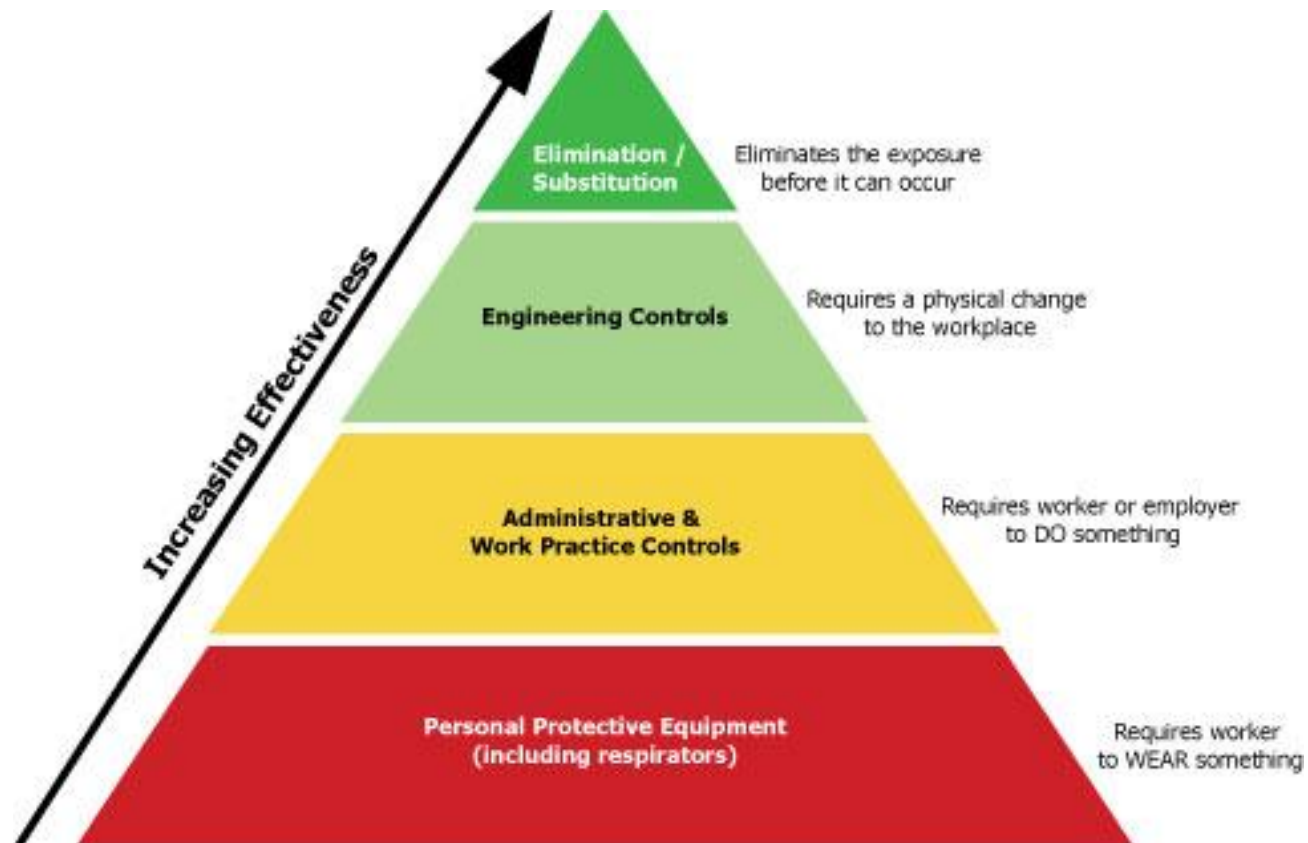 Elimination /
Substitution
Eliminates the exposure
before it can occur
Engineering Controls
Requires a physical change
to the workplace
Increasing Effectiveness
Administrative &
Work Practice Controls
Requires worker or employer
to DO something
Personal Protective Equipment
(including respirators)
Requires worker
to WEAR something